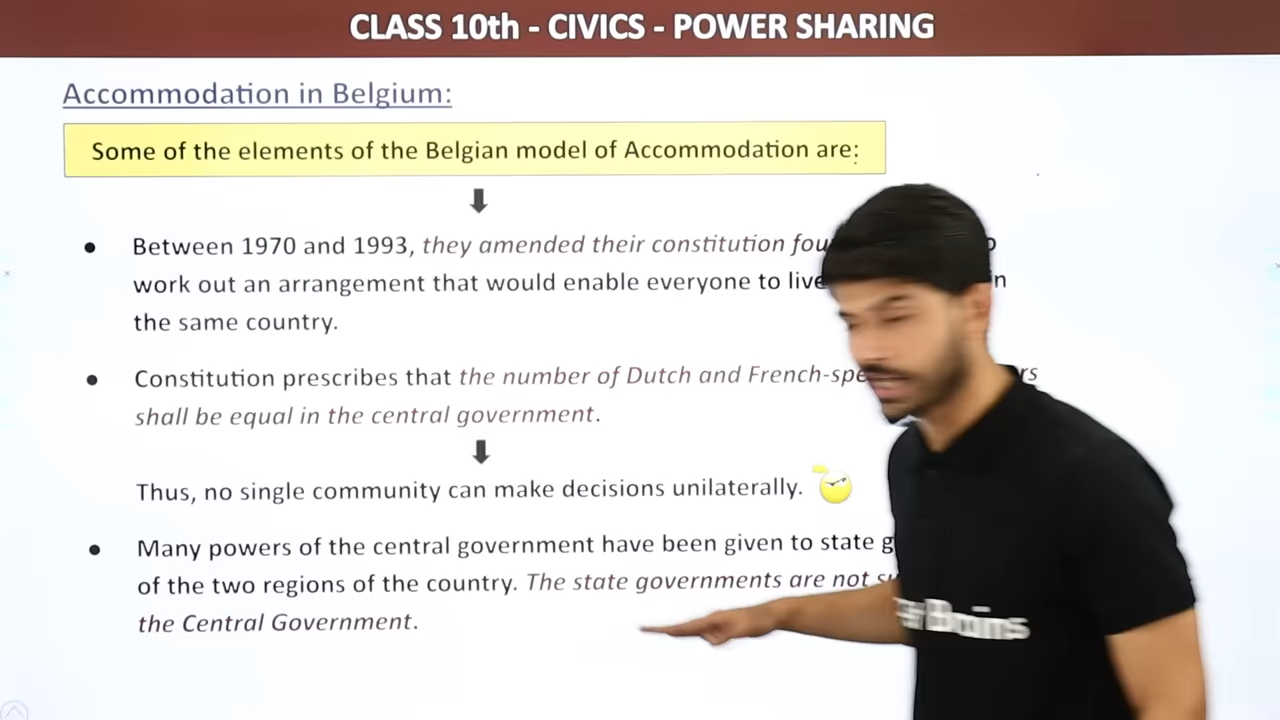 CLASS 10th - CIVICS - POWER SHARING
Accommodation in Belgium:
Some of the elements of the Belgian model of Accommodation are:
Between 1970 and 1993, they amended their constitution
work out an arrangement that would enable everyone to live in
the same country.
Constitution prescribes that the number of Dutch and
shall be equal in the central government.
Thus, no single community can make decisions unilaterally.
Many powers of the central government have been given to state
of the two regions of the country. The state governments are not
the Central Government.